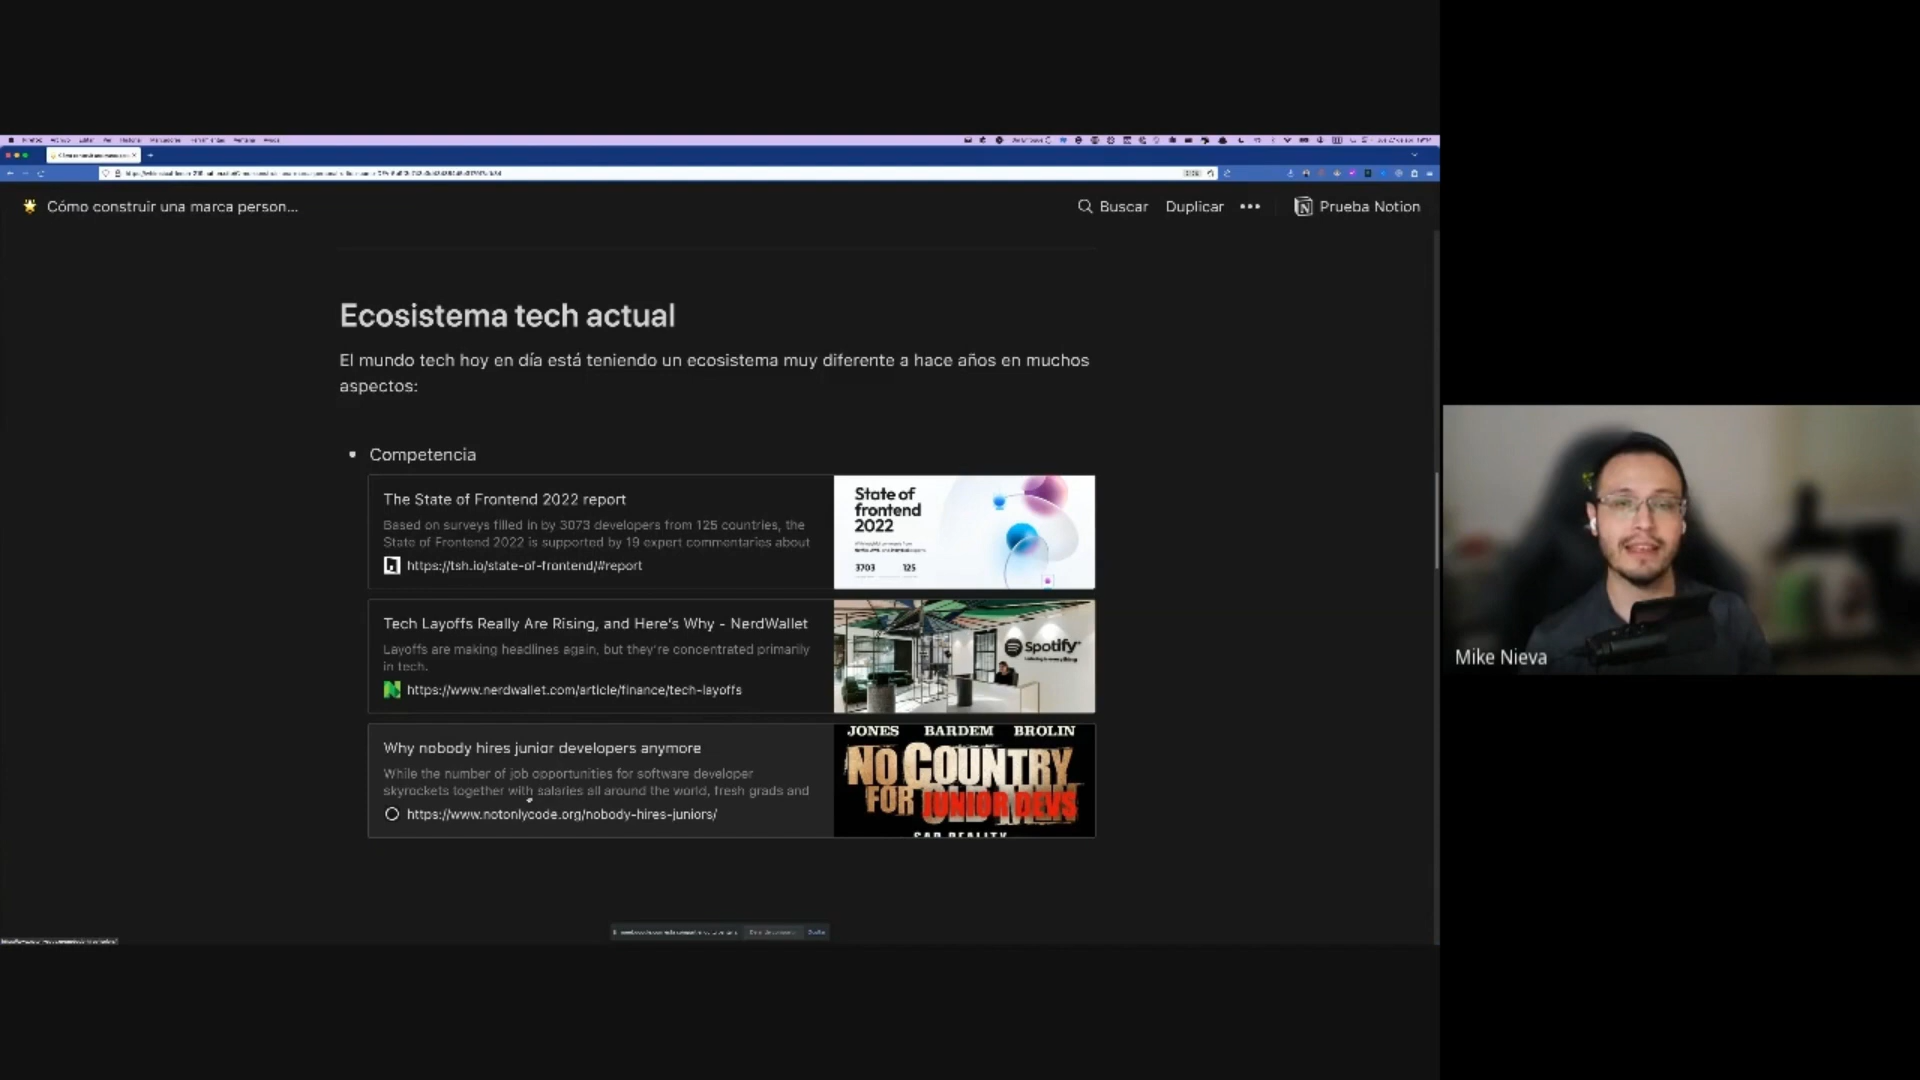 Cómo construir una marca person...
Buscar
Duplicar
Prueba Notion
Ecosistema tech actual
El mundo tech hoy en día está teniendo un ecosistema muy diferente a hace años en muchos
aspectos:
• Competencia
The State of Frontend 2022 report
Based on surveys filled in by 3073 developers from 125 countries, the
State of Frontend 2022 is supported by 19 expert commentaries about
https://tsh.io/state-of-frontend/#report
State of
frontend
2022
3703 125
Tech Layoffs Really Are Rising, and Here's Why - NerdWallet
Layoffs are making headlines again, but they're concentrated primarily
in tech.
https://www.nerdwallet.com/article/finance/tech-layoffs
Spotify
Why nobody hires junior developers anymore
While the number of job opportunities for software developer
skyrockets together with salaries all around the world, fresh grads and
https://www.notonlycode.org/nobody-hires-juniors/
JONES BARDEM BROLIN
NO COUNTRY
FOR JUNIOR DEVS
SAD REALITY
Mike Nieva